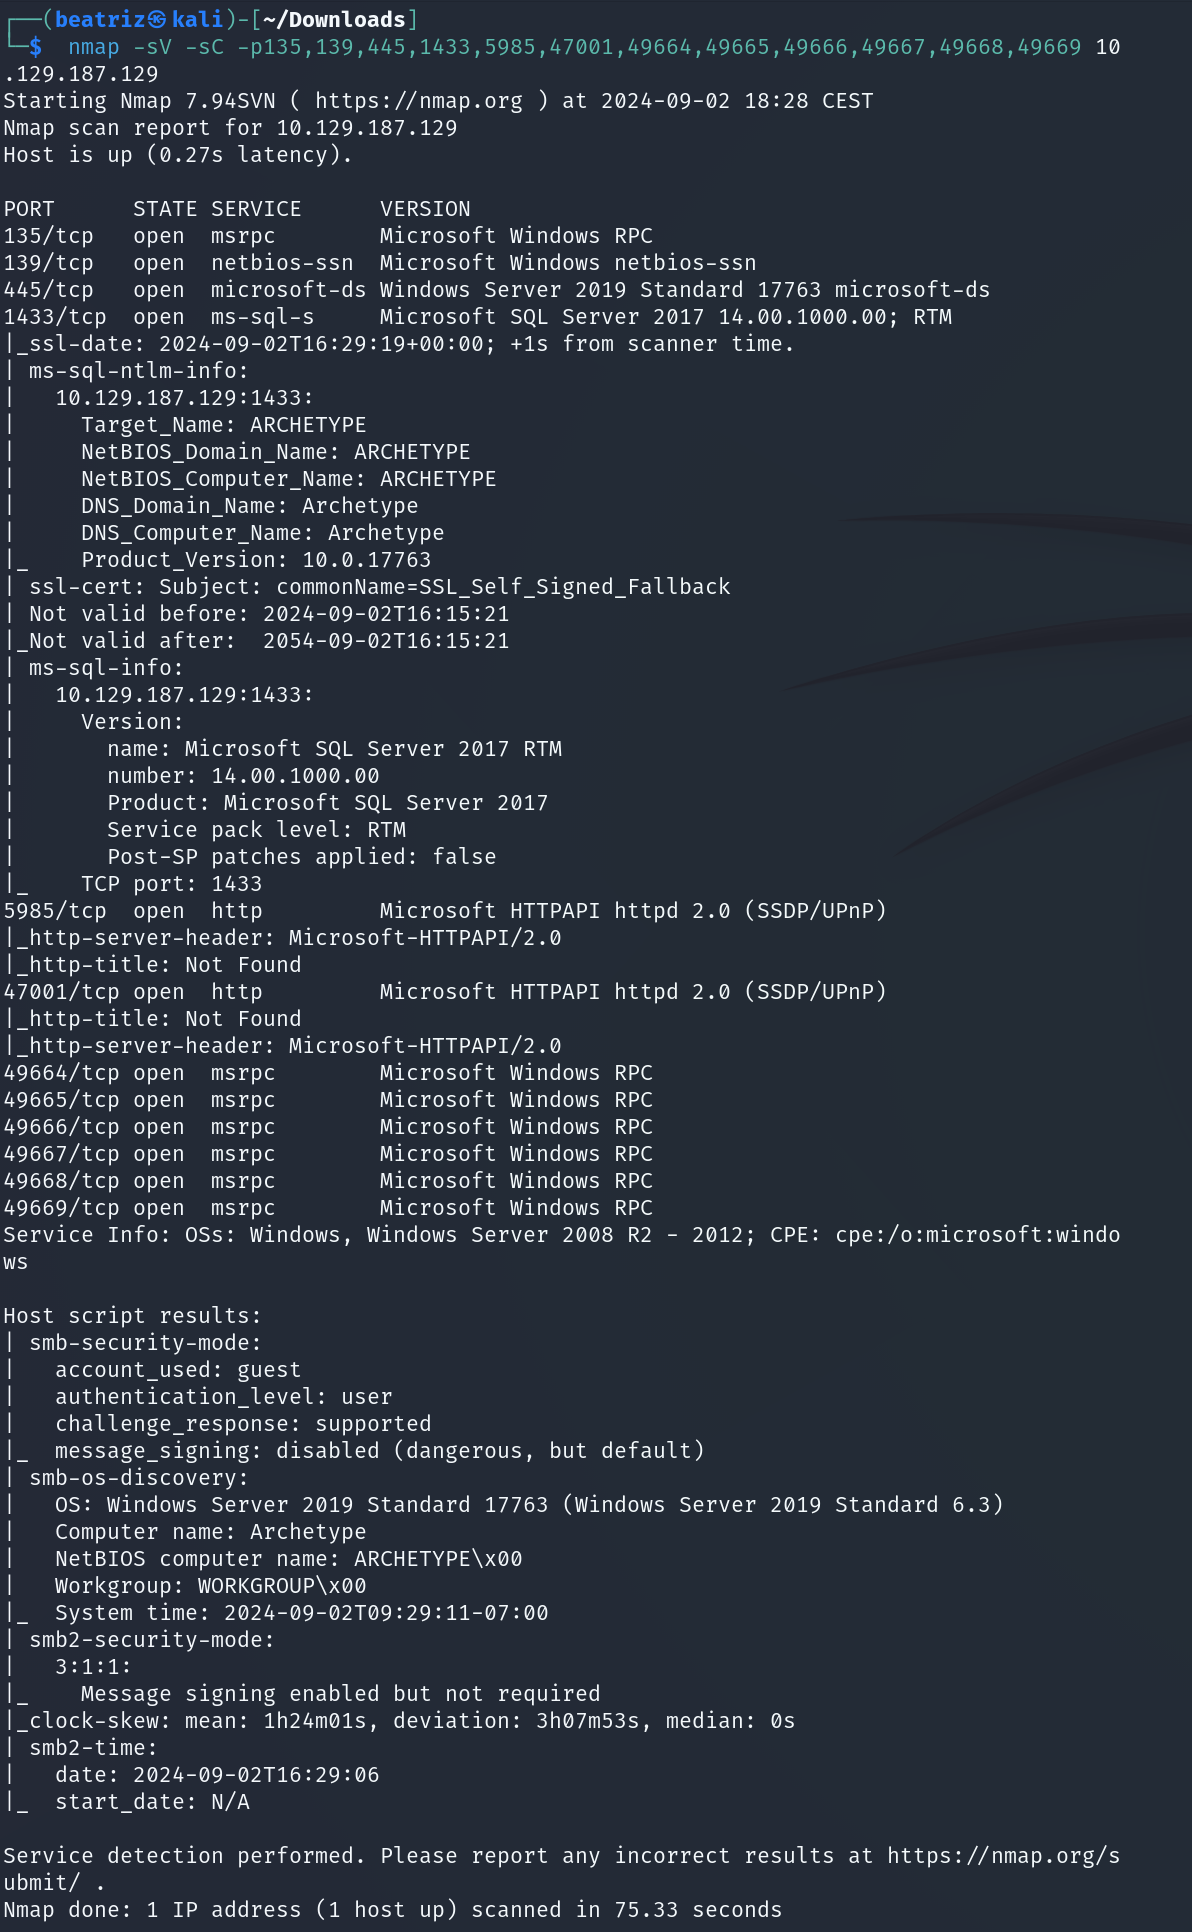 ┌──(beatriz㉿kali)-[~/Downloads]
└─$  nmap -sV -sC -p135,139,445,1433,5985,47001,49664,49665,49666,49667,49668,49669 10
.129.187.129
Starting Nmap 7.94SVN ( https://nmap.org ) at 2024-09-02 18:28 CEST
Nmap scan report for 10.129.187.129
Host is up (0.27s latency).

PORT      STATE SERVICE      VERSION
135/tcp   open  msrpc        Microsoft Windows RPC
139/tcp   open  netbios-ssn  Microsoft Windows netbios-ssn
445/tcp   open  microsoft-ds Windows Server 2019 Standard 17763 microsoft-ds
1433/tcp  open  ms-sql-s     Microsoft SQL Server 2017 14.00.1000.00; RTM
|_ssl-date: 2024-09-02T16:29:19+00:00; +1s from scanner time.
| ms-sql-ntlm-info:
|   10.129.187.129:1433:
|     Target_Name: ARCHETYPE
|     NetBIOS_Domain_Name: ARCHETYPE
|     NetBIOS_Computer_Name: ARCHETYPE
|     DNS_Domain_Name: Archetype
|     DNS_Computer_Name: Archetype
|_    Product_Version: 10.0.17763
| ssl-cert: Subject: commonName=SSL_Self_Signed_Fallback
| Not valid before: 2024-09-02T16:15:21
|_Not valid after:  2054-09-02T16:15:21
| ms-sql-info:
|   10.129.187.129:1433:
|     Version:
|       name: Microsoft SQL Server 2017 RTM
|       number: 14.00.1000.00
|       Product: Microsoft SQL Server 2017
|       Service pack level: RTM
|       Post-SP patches applied: false
|_    TCP port: 1433
5985/tcp  open  http         Microsoft HTTPAPI httpd 2.0 (SSDP/UPnP)
|_http-server-header: Microsoft-HTTPAPI/2.0
|_http-title: Not Found
47001/tcp open  http         Microsoft HTTPAPI httpd 2.0 (SSDP/UPnP)
|_http-title: Not Found
|_http-server-header: Microsoft-HTTPAPI/2.0
49664/tcp open  msrpc        Microsoft Windows RPC
49665/tcp open  msrpc        Microsoft Windows RPC
49666/tcp open  msrpc        Microsoft Windows RPC
49667/tcp open  msrpc        Microsoft Windows RPC
49668/tcp open  msrpc        Microsoft Windows RPC
49669/tcp open  msrpc        Microsoft Windows RPC
Service Info: OSs: Windows, Windows Server 2008 R2 - 2012; CPE: cpe:/o:microsoft:windo
ws

Host script results:
| smb-security-mode:
|   account_used: guest
|   authentication_level: user
|   challenge_response: supported
|_  message_signing: disabled (dangerous, but default)
| smb-os-discovery:
|   OS: Windows Server 2019 Standard 17763 (Windows Server 2019 Standard 6.3)
|   Computer name: Archetype
|   NetBIOS computer name: ARCHETYPE\x00
|   Workgroup: WORKGROUP\x00
|_  System time: 2024-09-02T09:29:11-07:00
| smb2-security-mode:
|   3:1:1:
|_    Message signing enabled but not required
|_clock-skew: mean: 1h24m01s, deviation: 3h07m53s, median: 0s
| smb2-time:
|   date: 2024-09-02T16:29:06
|_  start_date: N/A

Service detection performed. Please report any incorrect results at https://nmap.org/s
ubmit/ .
Nmap done: 1 IP address (1 host up) scanned in 75.33 seconds